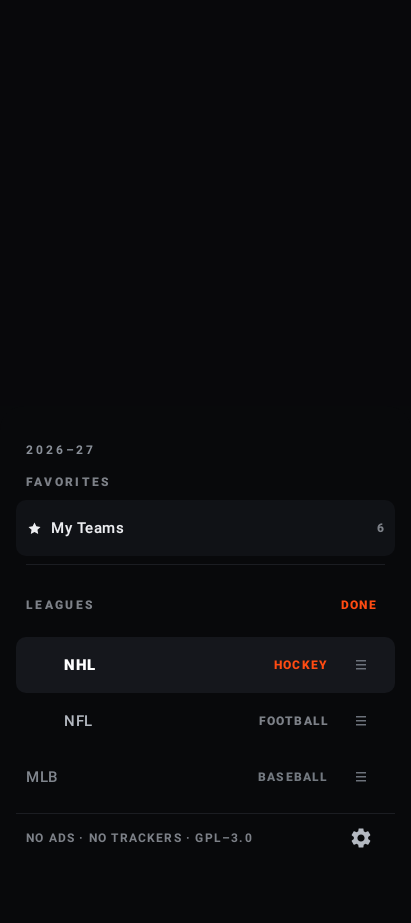 2026–27
FAVORITES
My Teams 6
LEAGUES DONE
NHL HOCKEY
NFL FOOTBALL
MLB BASEBALL
NO ADS · NO TRACKERS · GPL–3.0